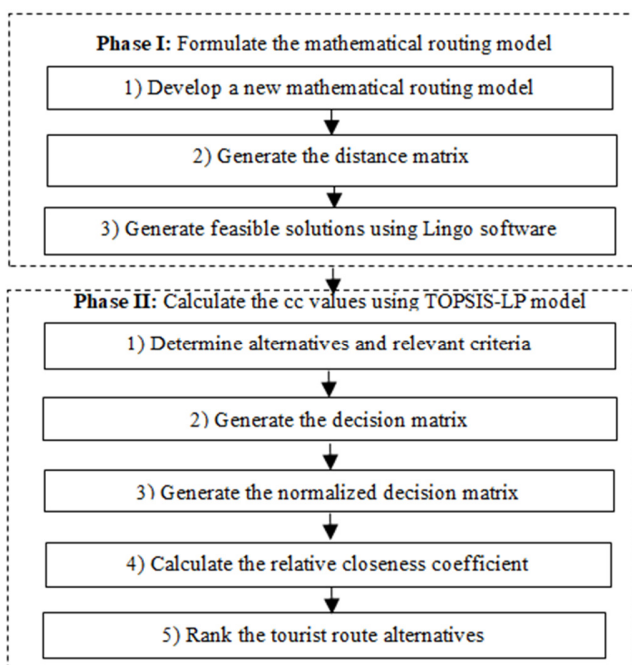 Phase I: Formulate the mathematical routing model
1) Develop a new mathematical routing model
2) Generate the distance matrix
3) Generate feasible solutions using Lingo software
Phase II: Calculate the cc values using TOPSIS-LP model
1) Determine alternatives and relevant criteria
2) Generate the decision matrix
3) Generate the normalized decision matrix
4) Calculate the relative closeness coefficient
5) Rank the tourist route alternatives